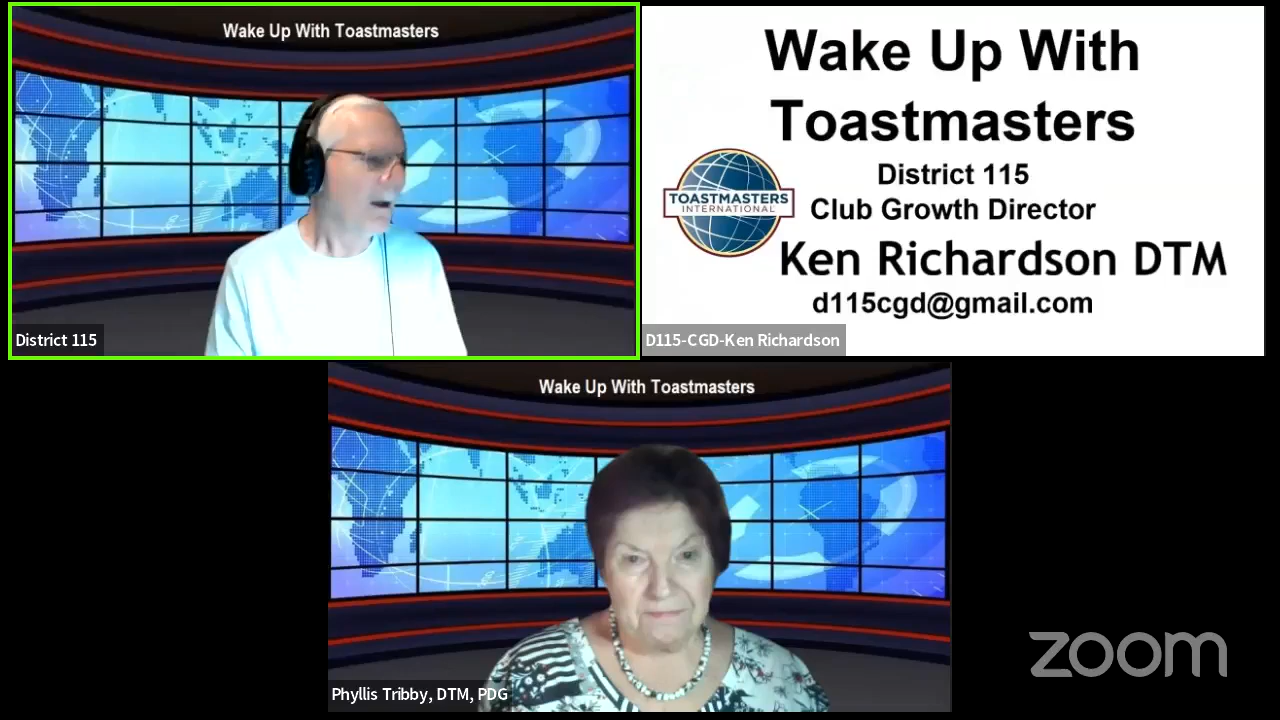 Wake Up With Toastmasters
District 115
Wake Up With
Toastmasters
TOASTMASTERS
INTERNATIONAL
District 115
Club Growth Director
Ken Richardson DTM
d115cgd@gmail.com
D115-CGD-Ken Richardson
Wake Up With Toastmasters
Phyllis Tribby, DTM, PDG
zoom